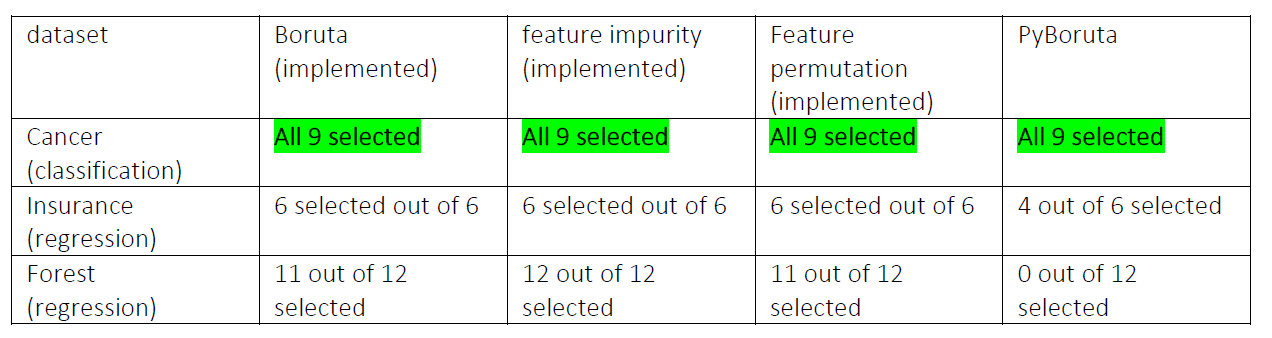 dataset
Boruta
(implemented)
feature impurity
(implemented)
Feature
permutation
(implemented)
PyBoruta
Cancer
(classification)
All 9 selected
All 9 selected
All 9 selected
All 9 selected
Insurance
(regression)
6 selected out of 6
6 selected out of 6
6 selected out of 6
4 out of 6 selected
Forest
(regression)
11 out of 12
selected
12 out of 12
selected
11 out of 12
selected
0 out of 12
selected